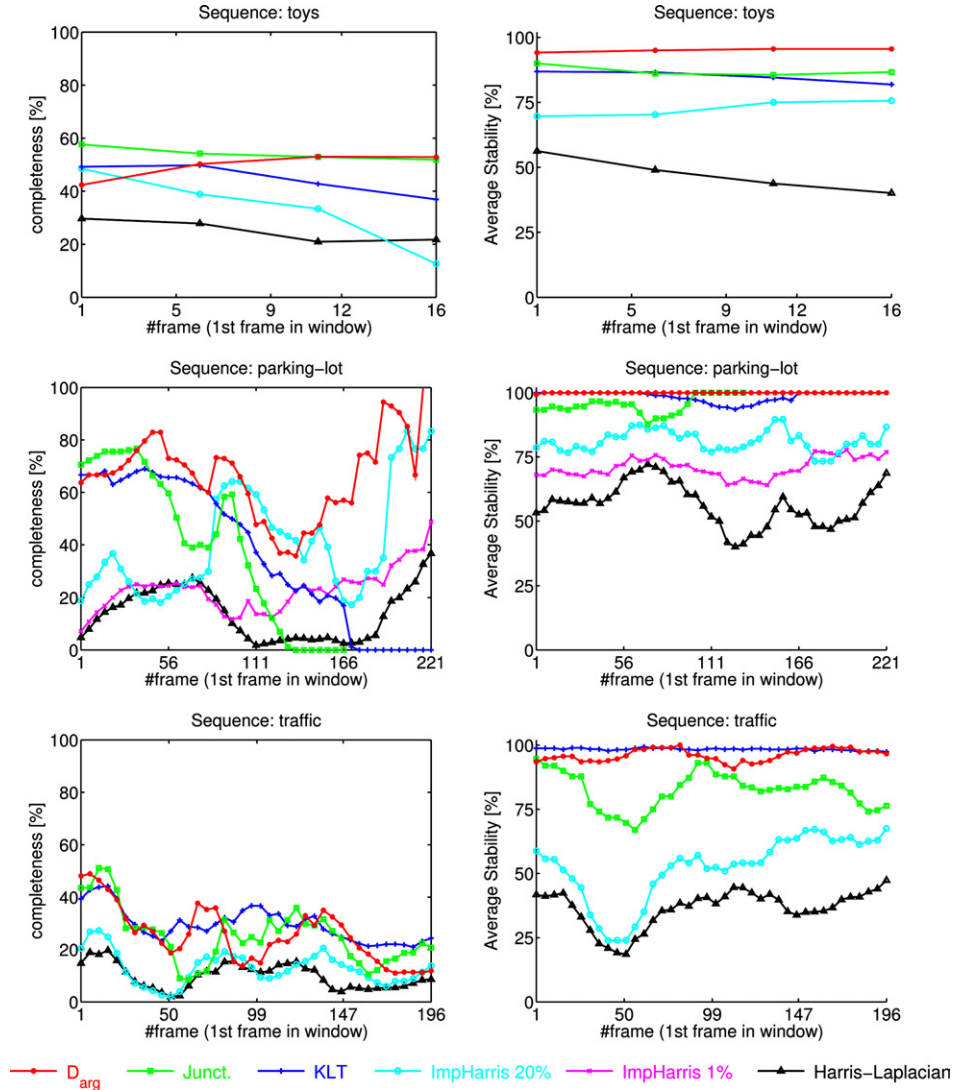 Sequence: toys
completeness [%]
100
80
60
40
20
0
1 5 9 12 16
#frame (1st frame in window)
Sequence: toys
Average Stability [%]
100
75
50
25
0
1 5 9 12 16
#frame (1st frame in window)
Sequence: parking-lot
completeness [%]
100
80
60
40
20
0
1 56 111 166 221
#frame (1st frame in window)
Sequence: parking-lot
Average Stability [%]
100
75
50
25
0
1 56 111 166 221
#frame (1st frame in window)
Sequence: traffic
completeness [%]
100
80
60
40
20
0
1 50 99 147 196
#frame (1st frame in window)
Sequence: traffic
Average Stability [%]
100
75
50
25
0
1 50 99 147 196
#frame (1st frame in window)
D_arg Junct. KLT ImpHarris 20% ImpHarris 1% Harris-Laplacian